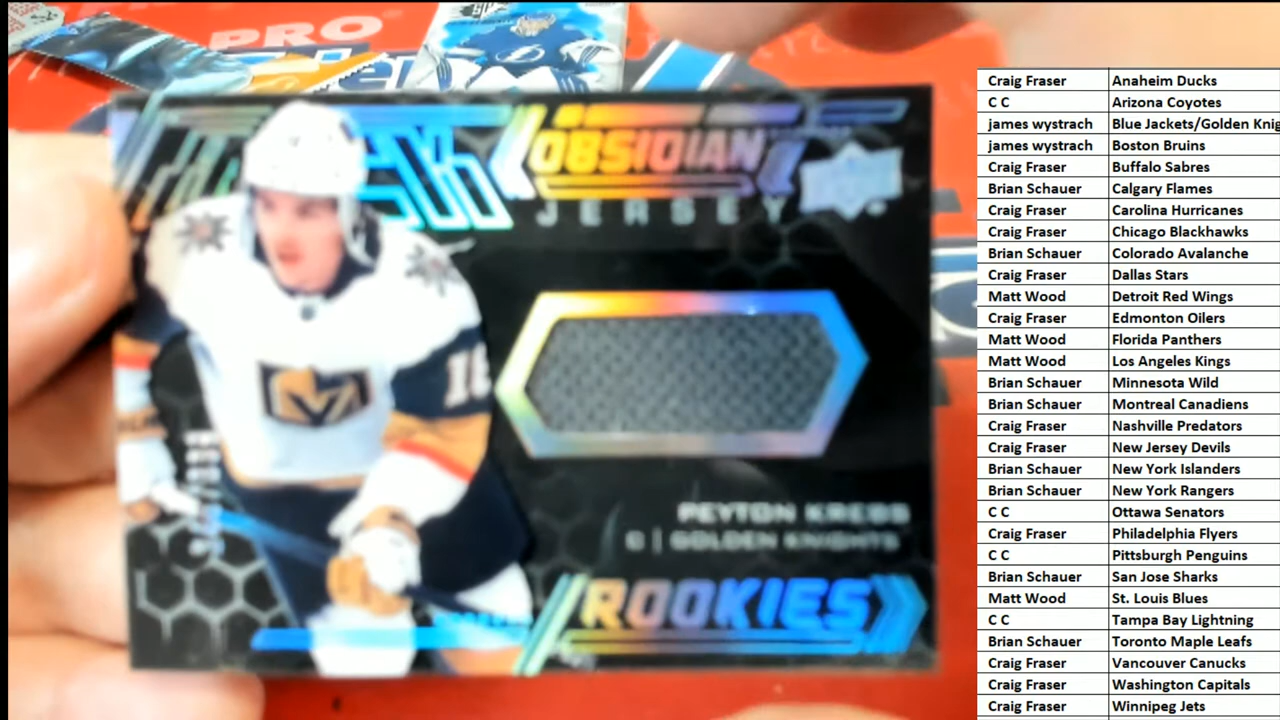 PRO
OBSIDIAN
JERSEY
18
PEYTON KREBS
C | GOLDEN KNIGHTS
ROOKIES
Craig Fraser Anaheim Ducks
C C Arizona Coyotes
james wystrach Blue Jackets/Golden Knig
james wystrach Boston Bruins
Craig Fraser Buffalo Sabres
Brian Schauer Calgary Flames
Craig Fraser Carolina Hurricanes
Craig Fraser Chicago Blackhawks
Brian Schauer Colorado Avalanche
Craig Fraser Dallas Stars
Matt Wood Detroit Red Wings
Craig Fraser Edmonton Oilers
Matt Wood Florida Panthers
Matt Wood Los Angeles Kings
Brian Schauer Minnesota Wild
Brian Schauer Montreal Canadiens
Craig Fraser Nashville Predators
Craig Fraser New Jersey Devils
Brian Schauer New York Islanders
Brian Schauer New York Rangers
C C Ottawa Senators
Craig Fraser Philadelphia Flyers
C C Pittsburgh Penguins
Brian Schauer San Jose Sharks
Matt Wood St. Louis Blues
C C Tampa Bay Lightning
Brian Schauer Toronto Maple Leafs
Craig Fraser Vancouver Canucks
Craig Fraser Washington Capitals
Craig Fraser Winnipeg Jets